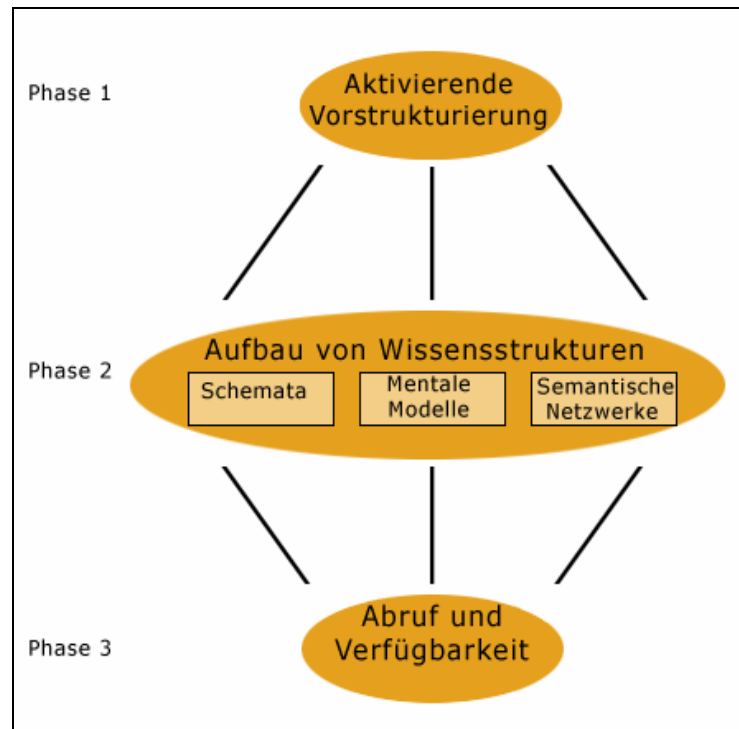 Phase 1
Aktivierende
Vorstrukturierung
Phase 2
Aufbau von Wissensstrukturen
Schemata
Mentale
Modelle
Semantische
Netzwerke
Phase 3
Abruf und
Verfügbarkeit